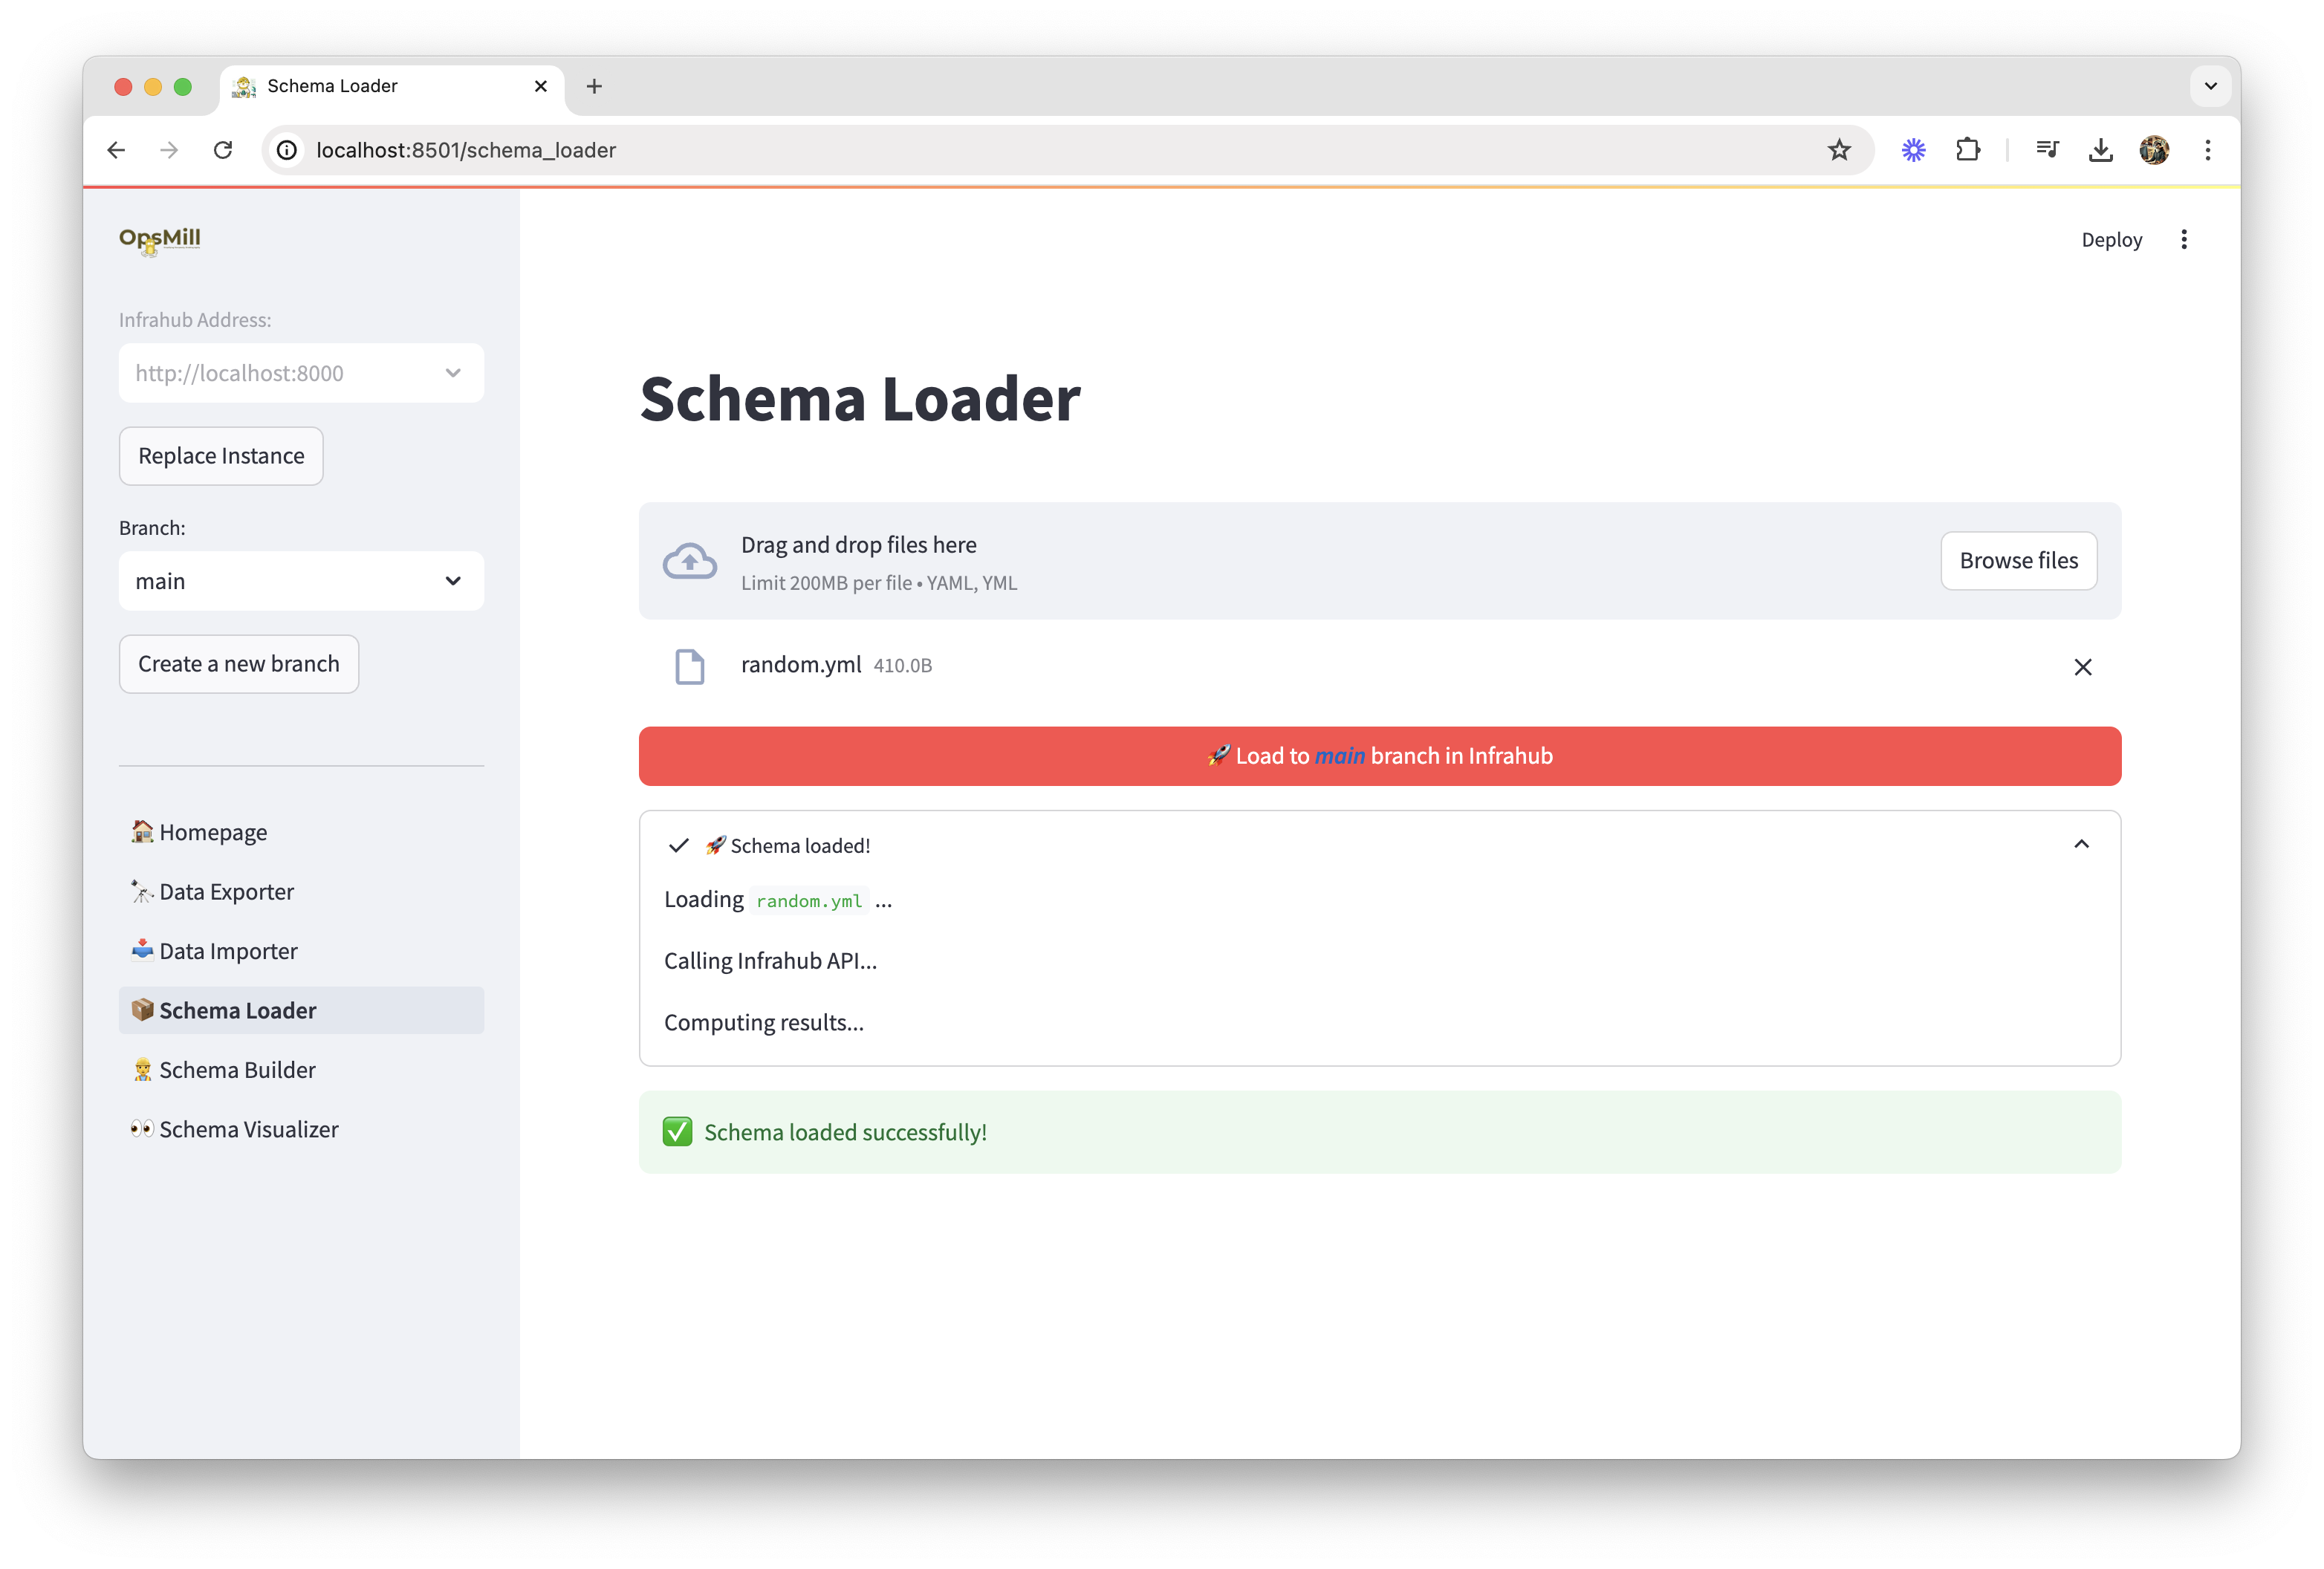 Schema Loader
localhost:8501/schema_loader
OpsMill
Deploy
Infrahub Address:
http://localhost:8000
Replace Instance
Branch:
main
Create a new branch
Homepage
Data Exporter
Data Importer
Schema Loader
Schema Builder
Schema Visualizer
Schema Loader
Drag and drop files here
Limit 200MB per file • YAML, YML
Browse files
random.yml 410.0B
Load to main branch in Infrahub
Schema loaded!
Loading random.yml ...
Calling Infrahub API...
Computing results...
Schema loaded successfully!